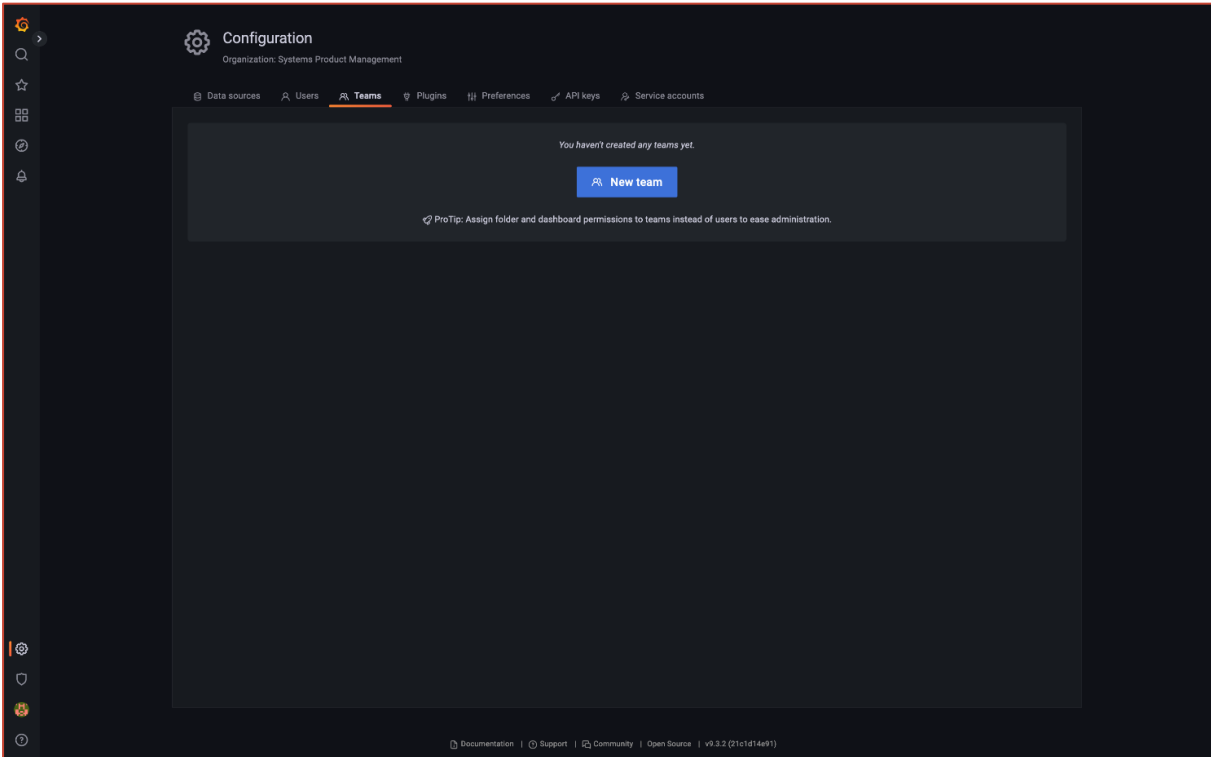 Configuration
Organization: Systems Product Management
Data sources Users Teams Plugins Preferences API keys Service accounts
You haven't created any teams yet.
New team
ProTip: Assign folder and dashboard permissions to teams instead of users to ease administration.
Documentation | Support | Community | Open Source | v9.3.2 (21c1d14e91)